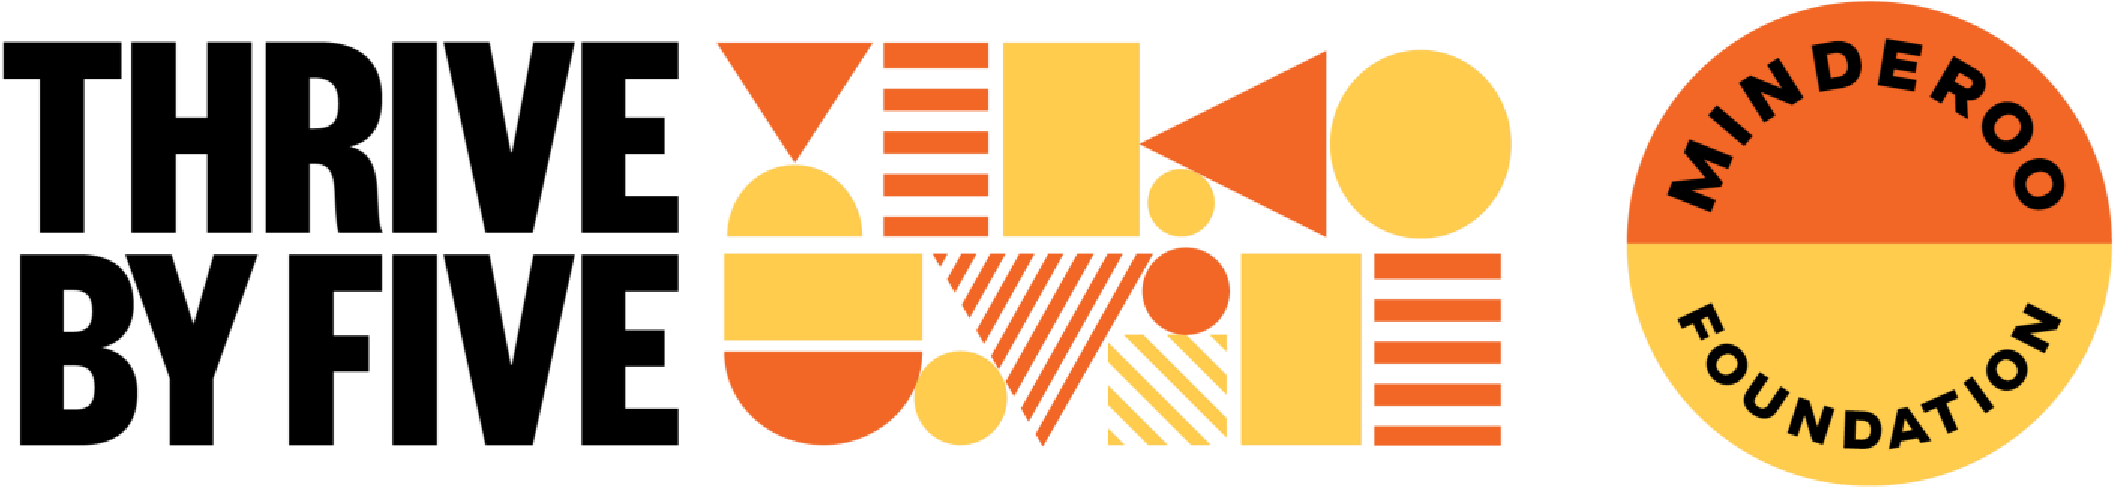 THRIVE
BY FIVE
MINDEROO
FOUNDATION